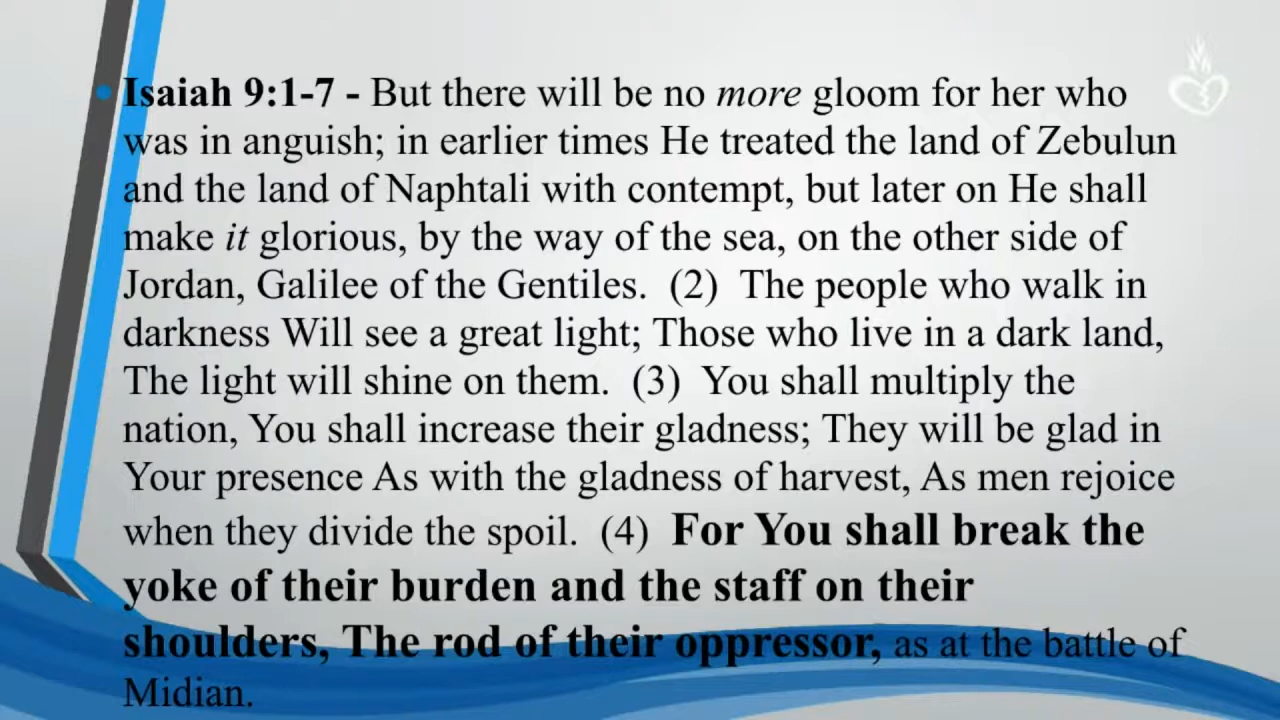 • Isaiah 9:1-7 - But there will be no more gloom for her who
was in anguish; in earlier times He treated the land of Zebulun
and the land of Naphtali with contempt, but later on He shall
make it glorious, by the way of the sea, on the other side of
Jordan, Galilee of the Gentiles. (2) The people who walk in
darkness Will see a great light; Those who live in a dark land,
The light will shine on them. (3) You shall multiply the
nation, You shall increase their gladness; They will be glad in
Your presence As with the gladness of harvest, As men rejoice
when they divide the spoil. (4) For You shall break the
yoke of their burden and the staff on their
shoulders, The rod of their oppressor, as at the battle of
Midian.